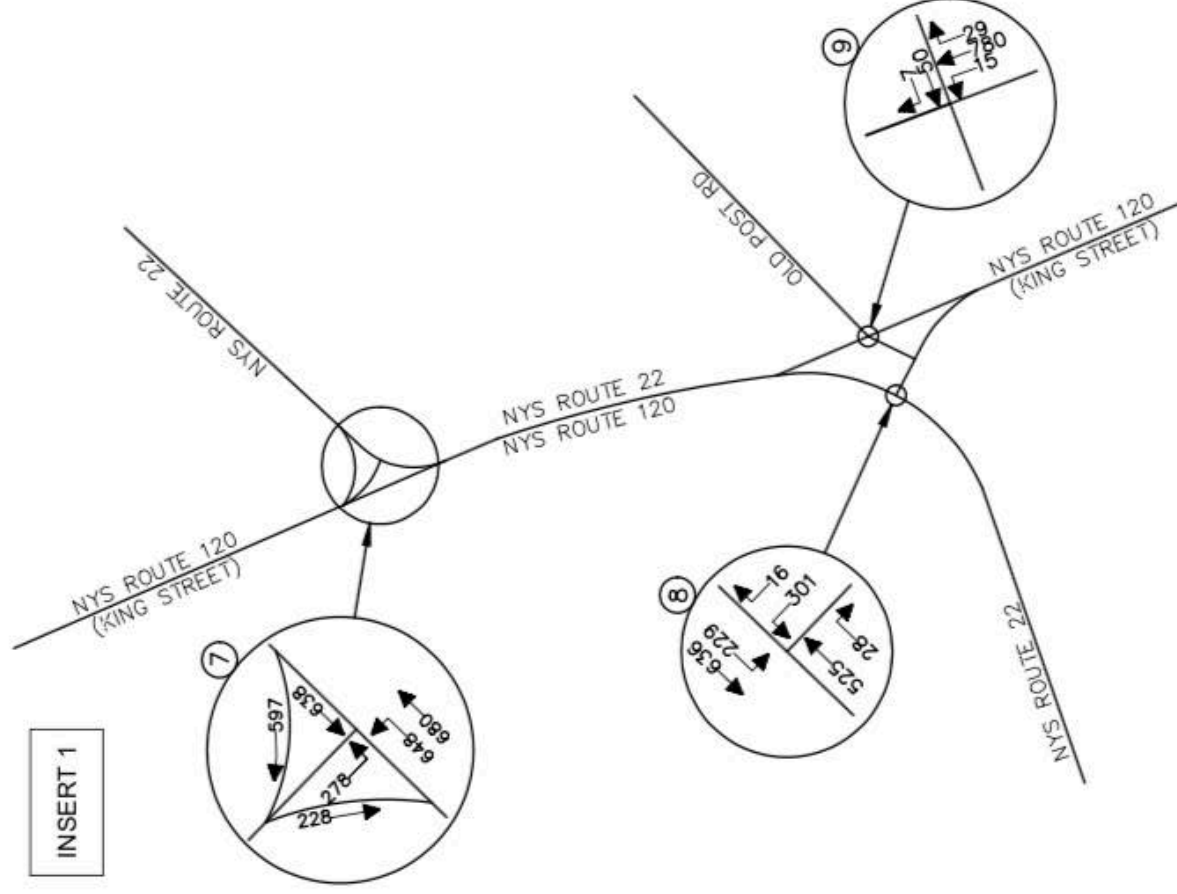 INSERT 1
NYS ROUTE 120
(KING STREET)
NYS ROUTE 22
7
597
638
278
228
648
680
NYS ROUTE 22
NYS ROUTE 120
OLD POST RD
9
7
50
29
780
15
NYS ROUTE 120
(KING STREET)
8
636
229
16
301
525
28
NYS ROUTE 22